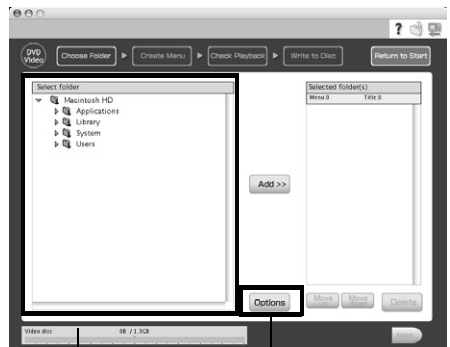 ?
DVD Video
Choose Folder ▶ Create Menu ▶ Check Playback ▶ Write to Disc
Return to Start
Select folder
Macintosh HD
Applications
Library
System
Users
Add >>
Selected folder(s)
Menu:0 Title:0
Options
Move
Move
Delete
Video disc 0B / 1.3GB
Next